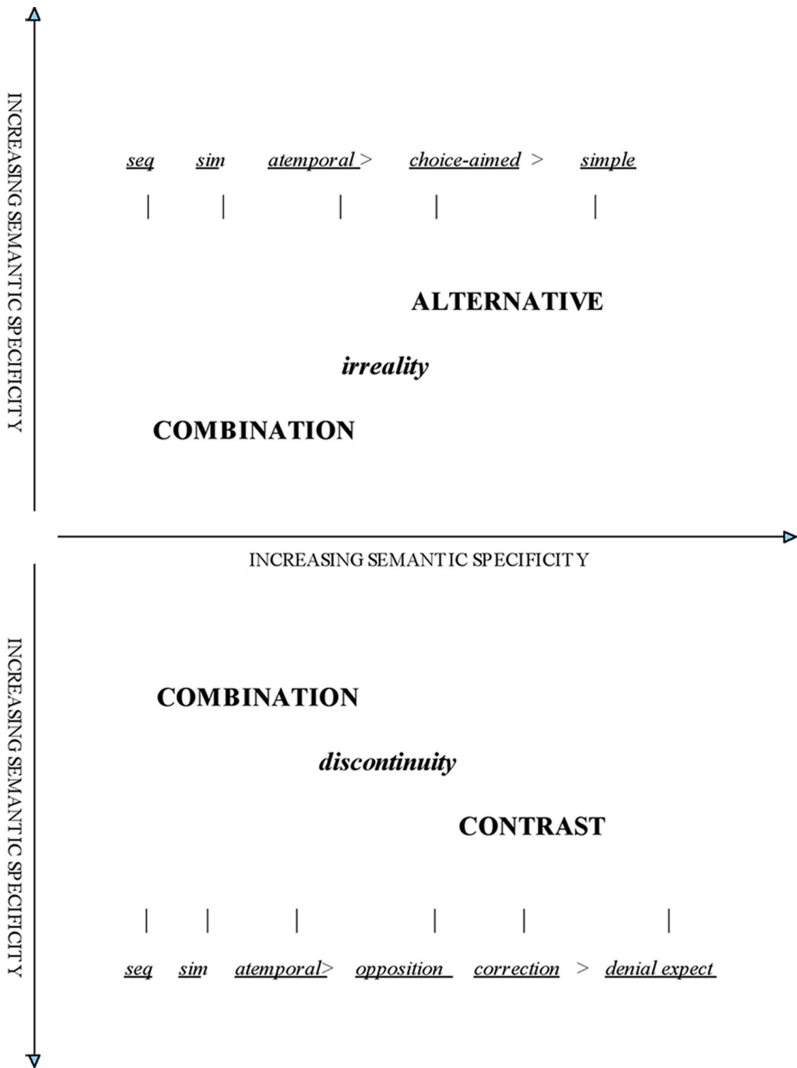 INCREASING SEMANTIC SPECIFICITY
seq sim atemporal > choice-aimed > simple
| | | | |
ALTERNATIVE
irreality
COMBINATION
INCREASING SEMANTIC SPECIFICITY
INCREASING SEMANTIC SPECIFICITY
COMBINATION
discontinuity
CONTRAST
| | | | | |
seq sim atemporal> opposition correction > denial expect